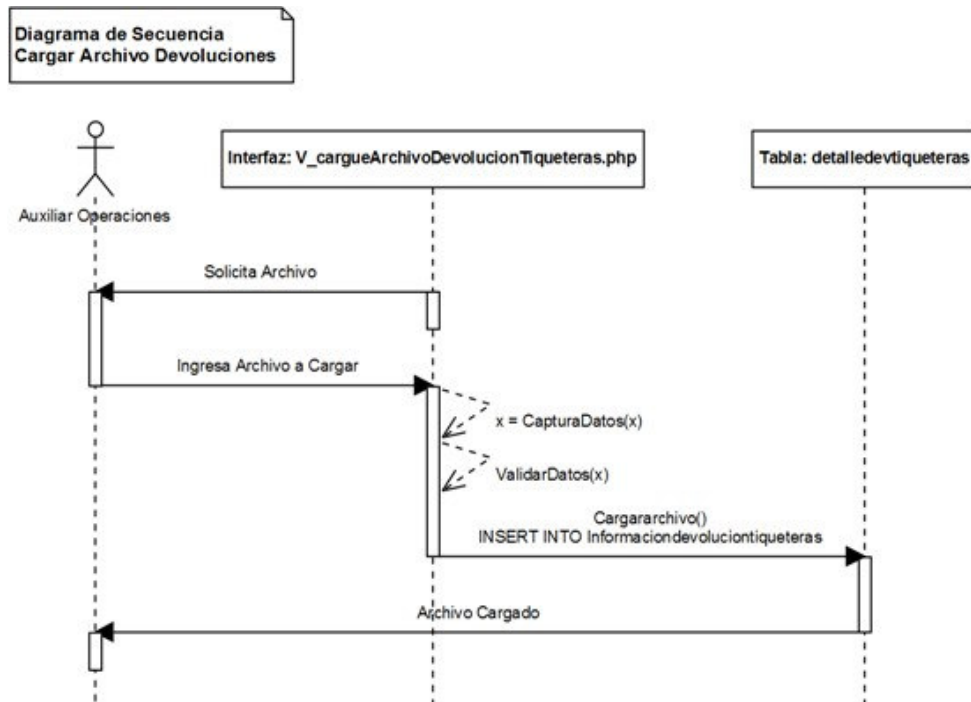 Diagrama de Secuencia
Cargar Archivo Devoluciones
Auxiliar Operaciones
Interfaz: V_cargueArchivoDevolucionTiqueteras.php
Tabla: detalledevtiqueteras
Solicita Archivo
Ingresa Archivo a Cargar
x = CapturaDatos(x)
ValidarDatos(x)
Cargararchivo()
INSERT INTO Informaciondevoluciontiqueteras
Archivo Cargado